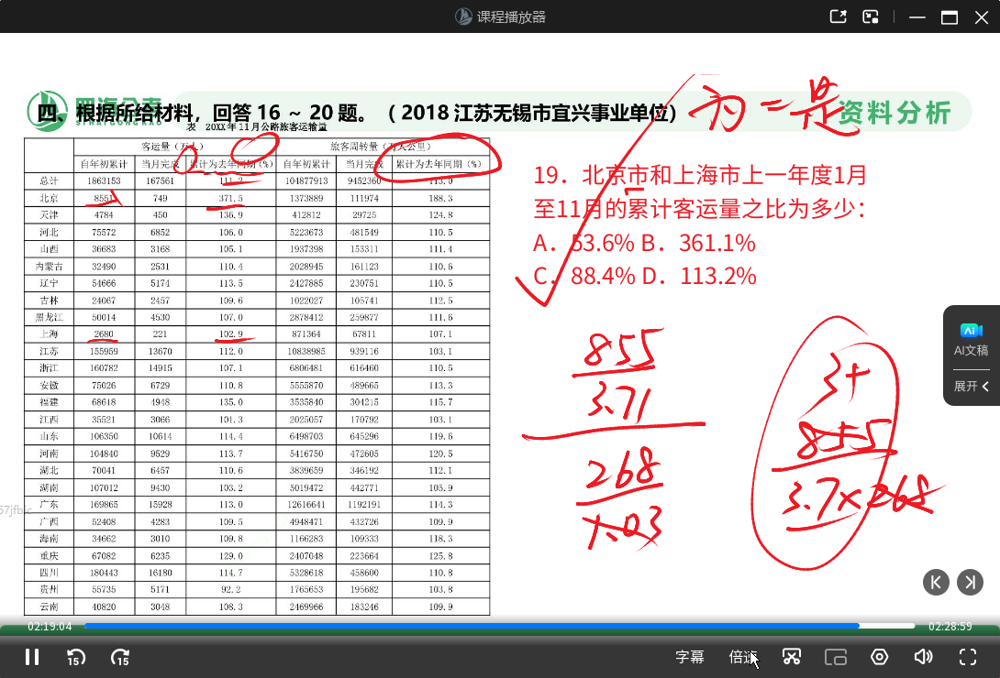 课程播放器
四、根据所给材料，回答 16 ～ 20 题。（ 2018 江苏无锡市宜兴事业单位）
为 = 是
资料分析
表 20XX 年 11 月公路旅客运输量
客运量（万人） 旅客周转量（万人公里）
自年初累计 当月完成 累计为去年同期（%） 自年初累计 当月完成 累计为去年同期（%）
总计 1863153 167561 111.2 104877913 9452360 113.0
北京 8551 749 371.5 1373889 111974 188.3
天津 4784 450 136.9 412812 29725 124.8
河北 75572 6852 106.0 5223673 481549 110.5
山西 36683 3168 105.1 1937398 153311 111.4
内蒙古 32490 2531 110.4 2028945 161123 110.6
辽宁 54666 5174 113.5 2427885 230751 110.5
吉林 24067 2457 109.6 1022027 105741 112.5
黑龙江 50014 4530 107.0 2878412 259877 111.6
上海 2680 221 102.9 871364 67811 107.1
江苏 155959 13670 112.0 10838985 939116 103.1
浙江 160782 14915 107.1 6806481 616460 110.5
安徽 75026 6729 110.8 5555870 489665 113.3
福建 68618 4948 135.0 3535840 304215 115.7
江西 35521 3066 101.3 2025057 170792 103.1
山东 106350 10614 114.4 6498703 645296 119.6
河南 104840 9529 113.7 5416750 472605 120.5
湖北 70041 6457 110.6 3839659 346192 112.1
湖南 107012 9430 103.2 5019472 442771 105.9
广东 169865 15928 113.0 12616641 1192191 114.3
广西 52408 4283 109.5 4948471 432726 109.9
海南 34662 3010 109.8 1166283 109333 118.3
重庆 67082 6235 129.0 2407048 223664 125.8
四川 180443 16180 114.7 5328618 458600 110.8
贵州 55735 5171 92.2 1765653 195682 103.8
云南 40820 3048 108.3 2469966 183246 109.9
19．北京市和上海市上一年度1月
至11月的累计客运量之比为多少：
A．53.6% B．361.1%
C．88.4% D．113.2%
855
3.71
268
1.03
3+
855
3.7×268
Ai
AI文稿
展开
02:19:04
02:28:59
15
15
字幕
倍速